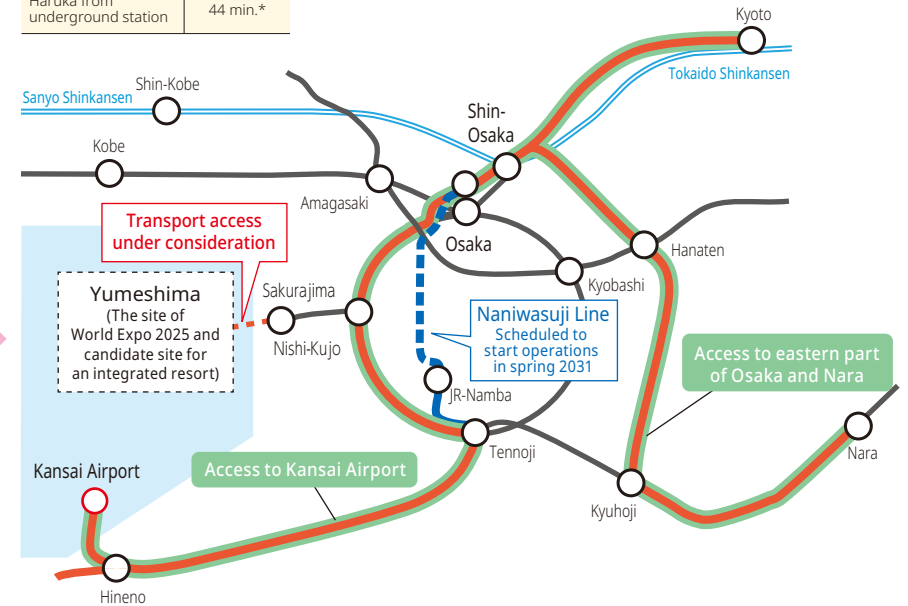 Haruka from
underground station
44 min.*
Kyoto
Tokaido Shinkansen
Sanyo Shinkansen
Shin-Kobe
Shin-
Osaka
Kobe
Amagasaki
Transport access
under consideration
Osaka
Hanaten
Kyobashi
Yumeshima
(The site of
World Expo 2025 and
candidate site for
an integrated resort)
Sakurajima
Nishi-Kujo
Naniwasuji Line
Scheduled to
start operations
in spring 2031
Access to eastern part
of Osaka and Nara
JR-Namba
Tennoji
Nara
Kansai Airport
Access to Kansai Airport
Kyuhoji
Hineno